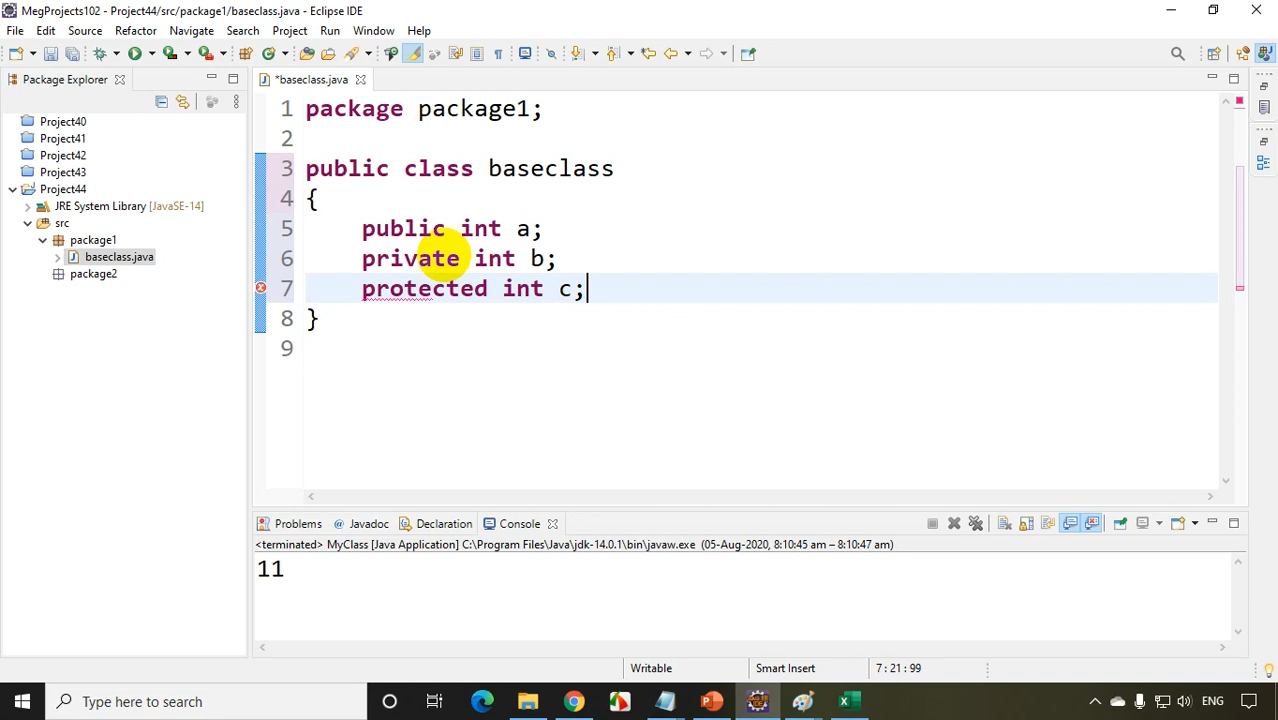 MegProjects102 - Project44/src/package1/baseclass.java - Eclipse IDE
File Edit Source Refactor Navigate Search Project Run Window Help
Package Explorer
*baseclass.java
Project40
Project41
Project42
Project43
Project44
JRE System Library [JavaSE-14]
src
package1
baseclass.java
package2
1 package package1;
2
3 public class baseclass
4 {
5 public int a;
6 private int b;
7 protected int c;
8 }
9
Problems @ Javadoc Declaration Console
<terminated> MyClass [Java Application] C:\Program Files\Java\jdk-14.0.1\bin\javaw.exe (05-Aug-2020, 8:10:45 am – 8:10:47 am)
11
Writable Smart Insert 7 : 21 : 99
Type here to search
ENG